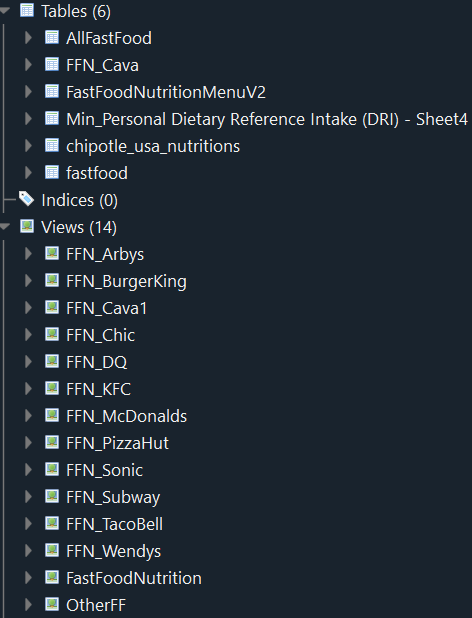 Tables (6)
AllFastFood
FFN_Cava
FastFoodNutritionMenuV2
Min_Personal Dietary Reference Intake (DRI) - Sheet4
chipotle_usa_nutritions
fastfood
Indices (0)
Views (14)
FFN_Arbys
FFN_BurgerKing
FFN_Cava1
FFN_Chic
FFN_DQ
FFN_KFC
FFN_McDonalds
FFN_PizzaHut
FFN_Sonic
FFN_Subway
FFN_TacoBell
FFN_Wendys
FastFoodNutrition
OtherFF